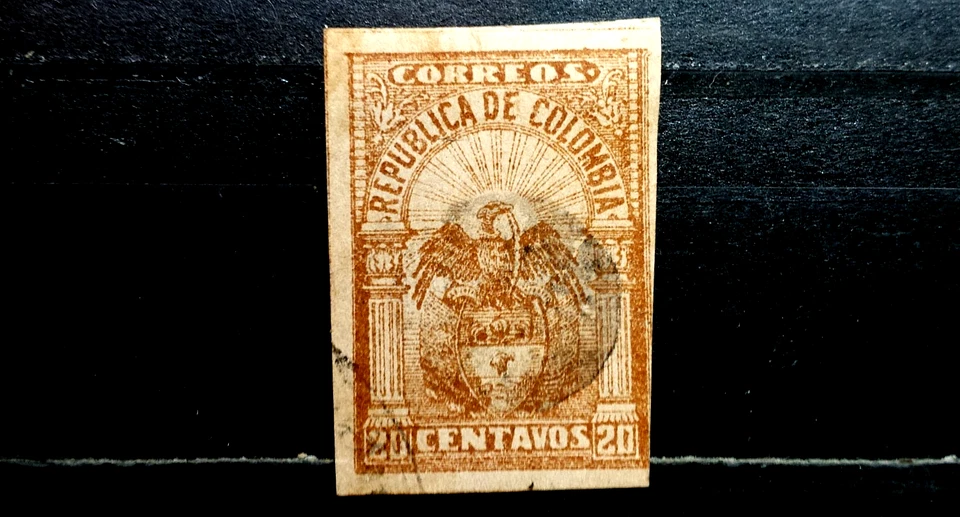 CORREOS.
REPUBLICA DE COLOMBIA
20 CENTAVOS 20